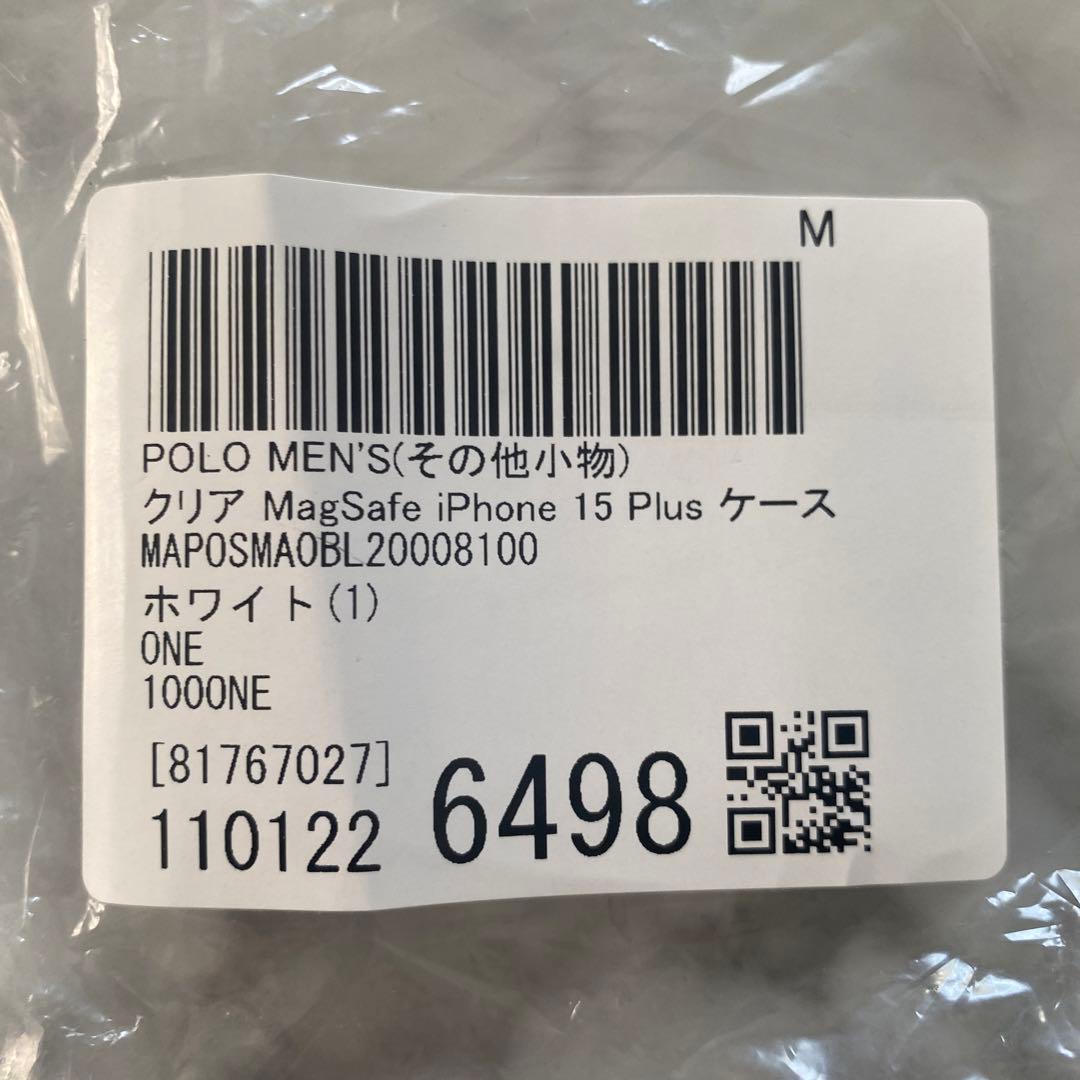 M
POLO MEN'S(その他小物)
クリア MagSafe iPhone 15 Plus ケース
MAPOSMA0BL20008100
ホワイト(1)
ONE
100ONE
[81767027]
110122 6498